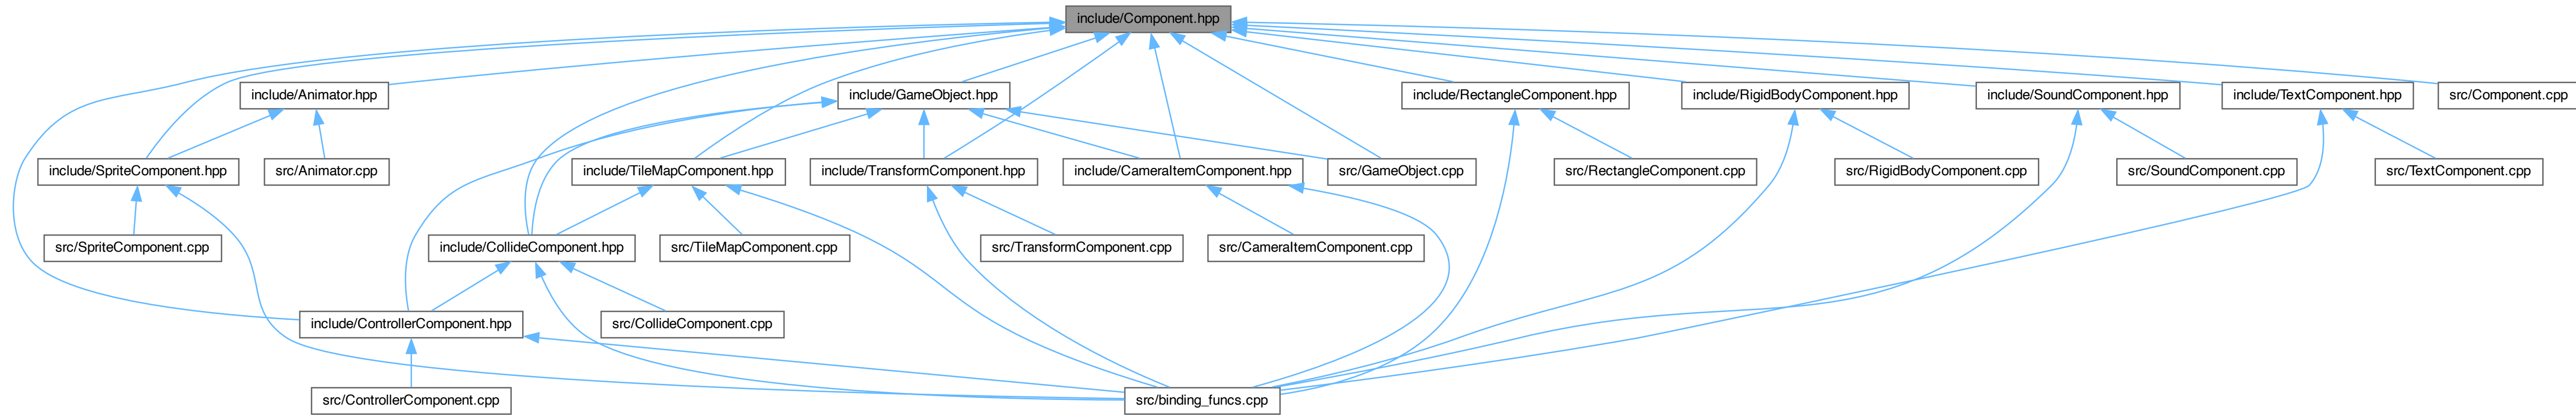 include/Component.hpp
include/Animator.hpp
include/GameObject.hpp
include/RectangleComponent.hpp
include/RigidBodyComponent.hpp
include/SoundComponent.hpp
include/TextComponent.hpp
src/Component.cpp
include/SpriteComponent.hpp
src/Animator.cpp
include/TileMapComponent.hpp
include/TransformComponent.hpp
include/CameraItemComponent.hpp
src/GameObject.cpp
src/RectangleComponent.cpp
src/RigidBodyComponent.cpp
src/SoundComponent.cpp
src/TextComponent.cpp
src/SpriteComponent.cpp
include/CollideComponent.hpp
src/TileMapComponent.cpp
src/TransformComponent.cpp
src/CameraItemComponent.cpp
include/ControllerComponent.hpp
src/CollideComponent.cpp
src/ControllerComponent.cpp
src/binding_funcs.cpp